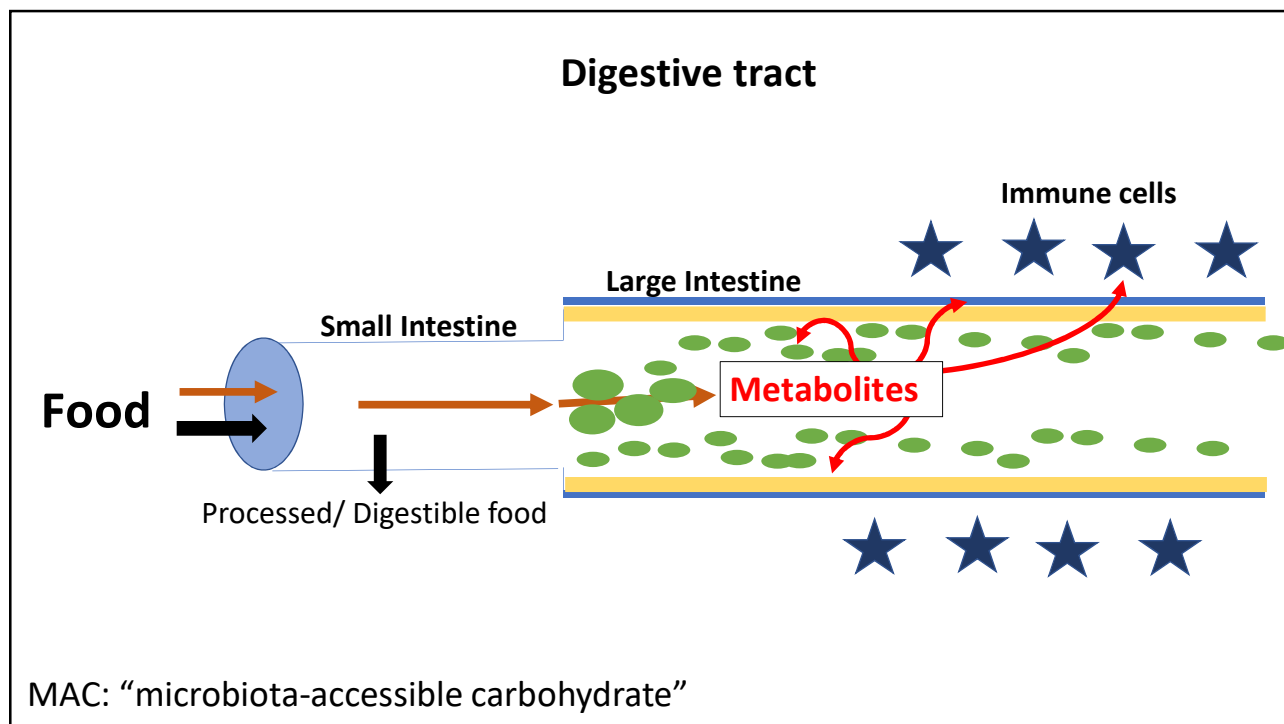 Digestive tract
Immune cells
Large Intestine
Small Intestine
Food
Metabolites
Processed/ Digestible food
MAC: “microbiota-accessible carbohydrate”